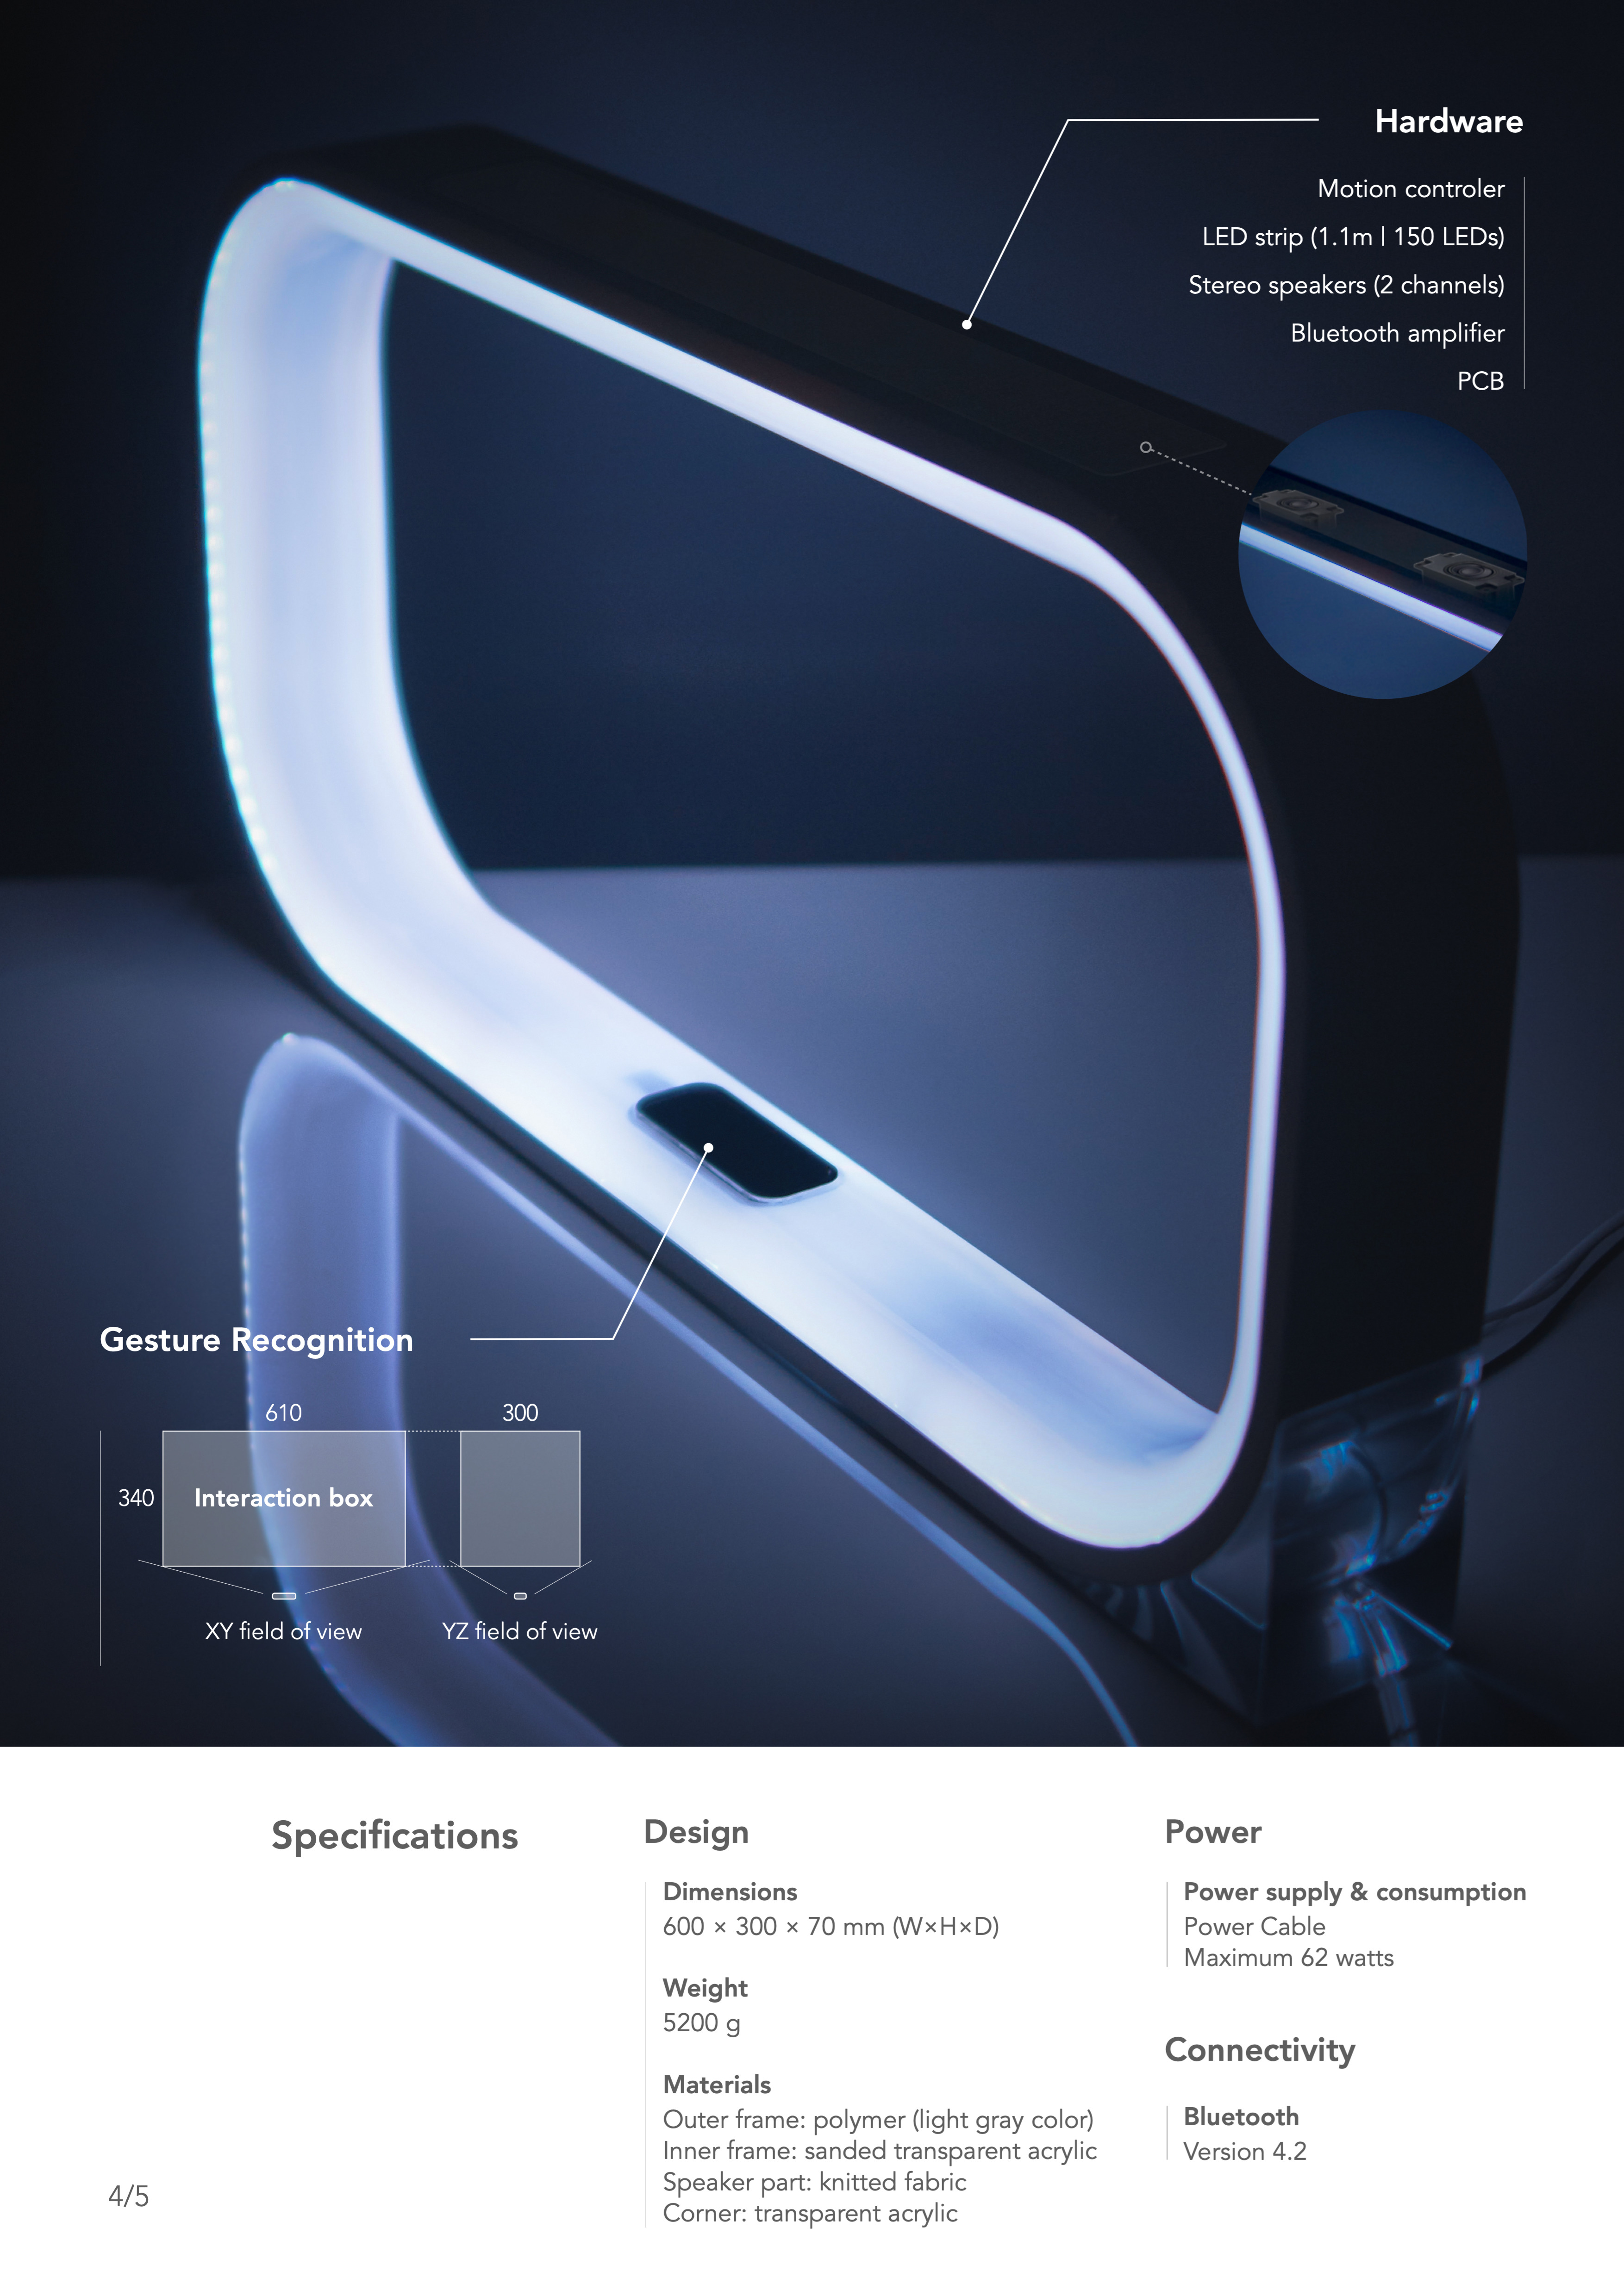 Hardware
Motion controler
LED strip (1.1m | 150 LEDs)
Stereo speakers (2 channels)
Bluetooth amplifier
PCB
Gesture Recognition
610
300
340
Interaction box
XY field of view
YZ field of view
Specifications
Design
Dimensions
600 × 300 × 70 mm (W×H×D)
Weight
5200 g
Materials
Outer frame: polymer (light gray color)
Inner frame: sanded transparent acrylic
Speaker part: knitted fabric
Corner: transparent acrylic
Power
Power supply & consumption
Power Cable
Maximum 62 watts
Connectivity
Bluetooth
Version 4.2
4/5